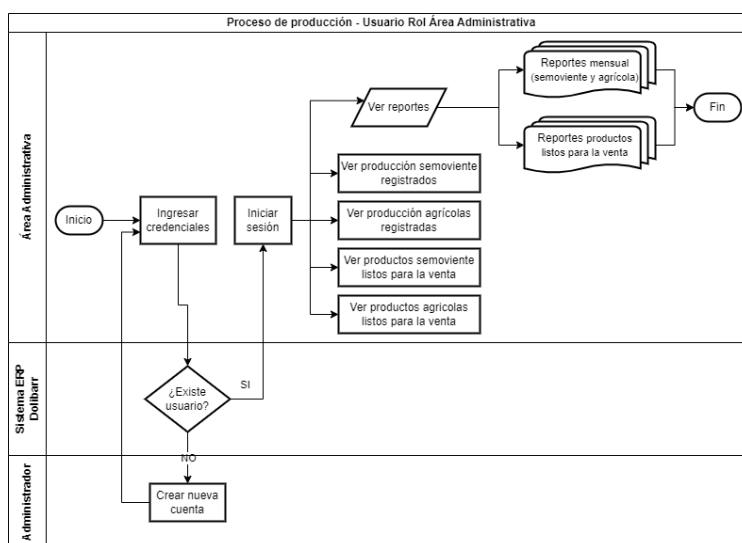 Proceso de producción - Usuario Rol Área Administrativa
Área Administrativa
Inicio
Ingresar
credenciales
Iniciar
sesión
Ver reportes
Reportes mensual
(semoviente y agrícola)
Reportes productos
listos para la venta
Fin
Ver producción semoviente
registrados
Ver producción agrícolas
registradas
Ver productos semoviente
listos para la venta
Ver productos agricolas
listos para la venta
Sistema ERP
Dolibarr
¿Existe
usuario?
SI
NO
Administrador
Crear nueva
cuenta